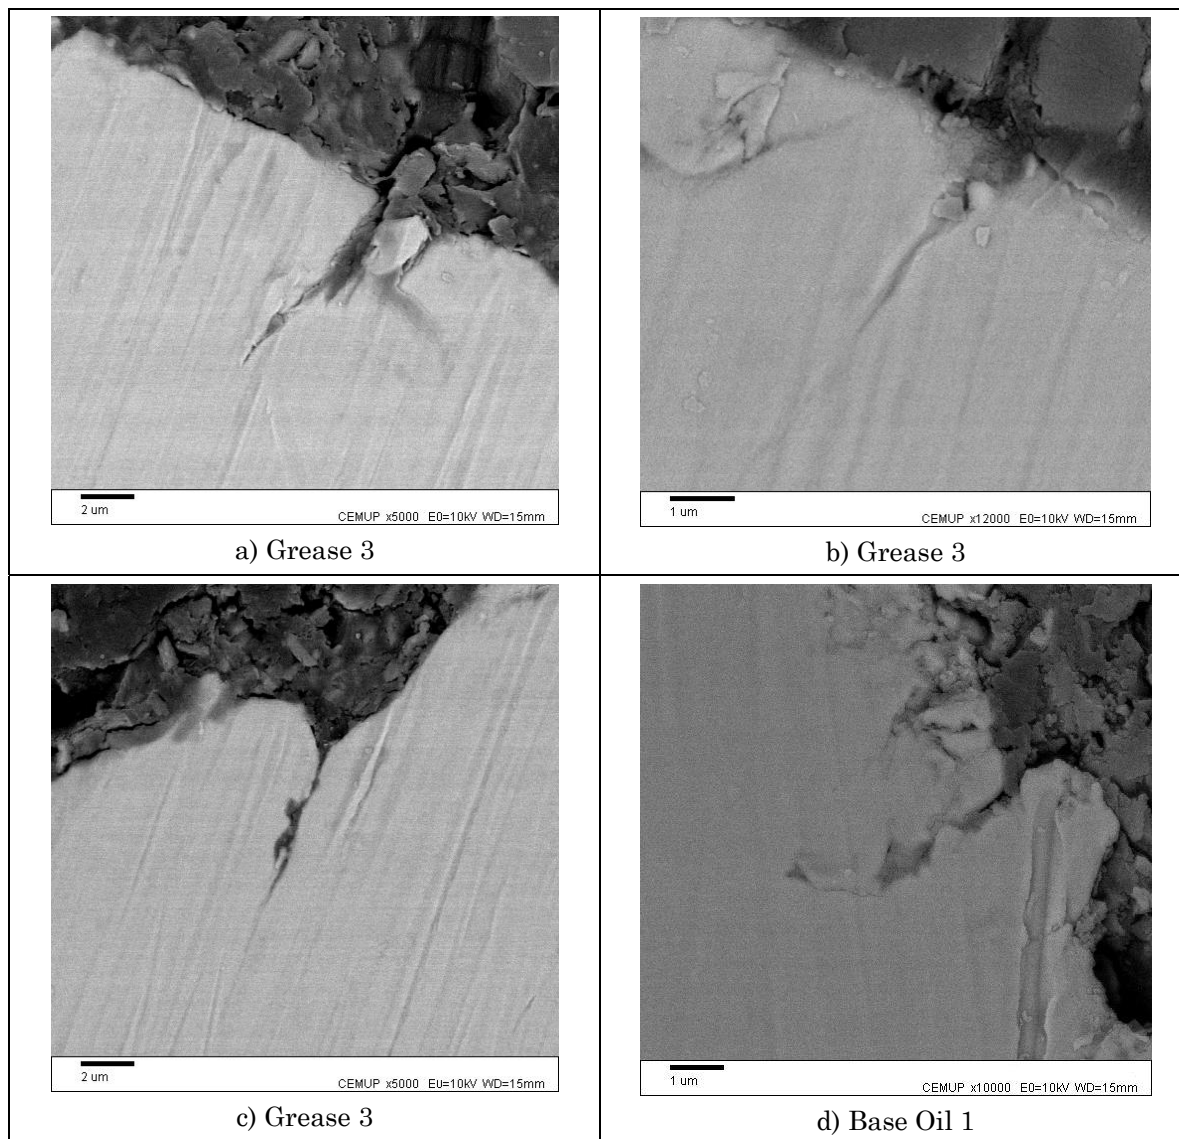 2 um
CEMUP x5000 E0=10kV WD=15mm
a) Grease 3
1 um
CEMUP x12000 E0=10kV WD=15mm
b) Grease 3
2 um
CEMUP x5000 E0=10kV WD=15mm
c) Grease 3
1 um
CEMUP x10000 E0=10kV WD=15mm
d) Base Oil 1